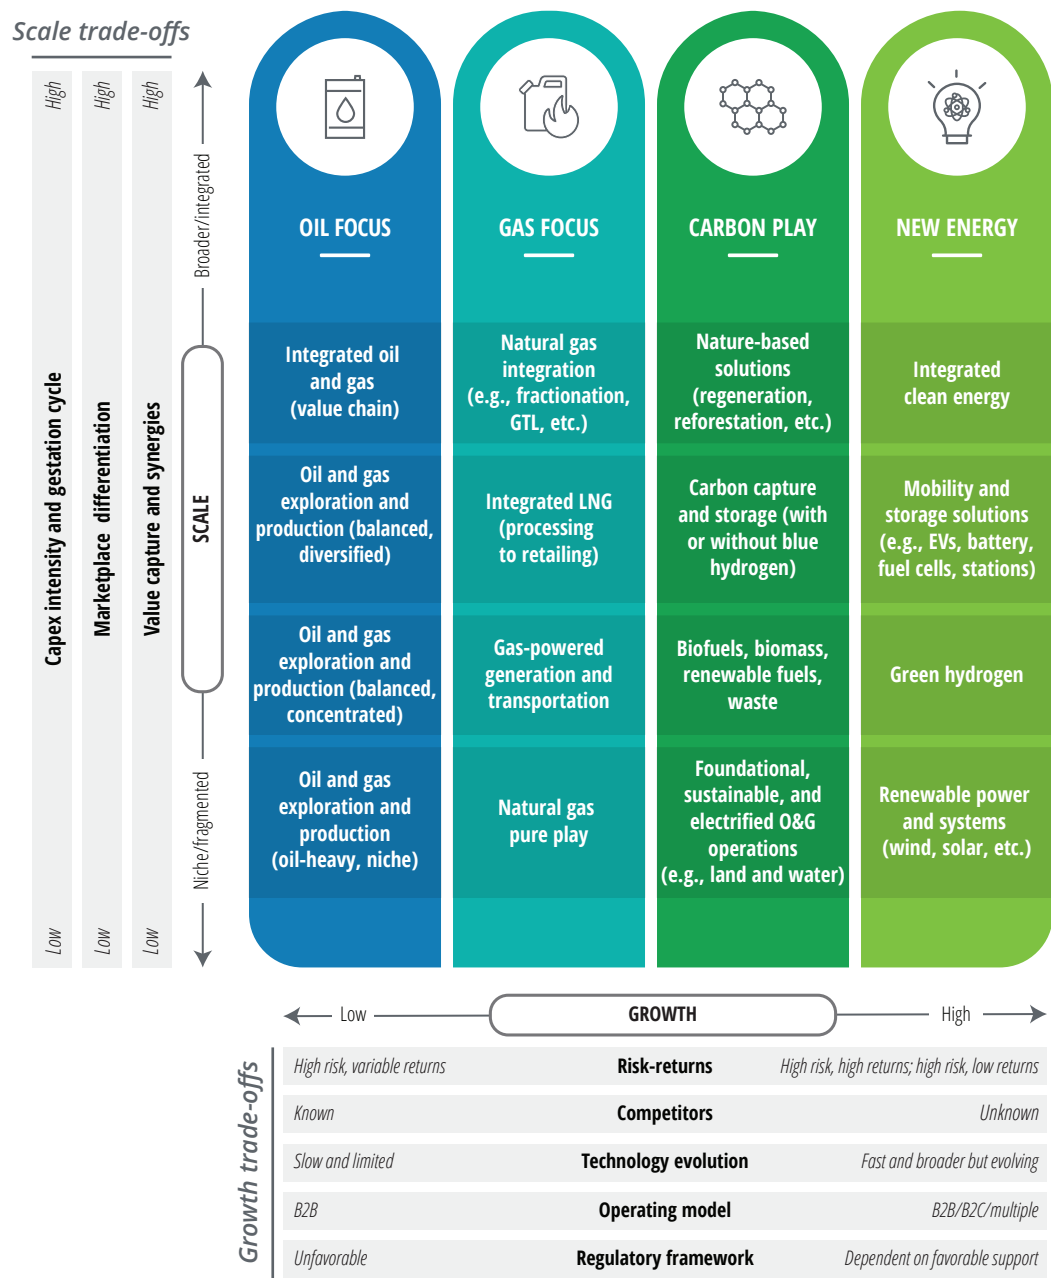 Scale trade-offs
High
High
High
Capex intensity and gestation cycle
Marketplace differentiation
Value capture and synergies
Low
Low
Low
Broader/integrated
SCALE
Niche/fragmented
OIL FOCUS
Integrated oil
and gas
(value chain)
Oil and gas
exploration and
production (balanced,
diversified)
Oil and gas
exploration and
production (balanced,
concentrated)
Oil and gas
exploration and
production
(oil-heavy, niche)
GAS FOCUS
Natural gas
integration
(e.g., fractionation,
GTL, etc.)
Integrated LNG
(processing
to retailing)
Gas-powered
generation and
transportation
Natural gas
pure play
CARBON PLAY
Nature-based
solutions
(regeneration,
reforestation, etc.)
Carbon capture
and storage (with
or without blue
hydrogen)
Biofuels, biomass,
renewable fuels,
waste
Foundational,
sustainable, and
electrified O&G
operations
(e.g., land and water)
NEW ENERGY
Integrated
clean energy
Mobility and
storage solutions
(e.g., EVs, battery,
fuel cells, stations)
Green hydrogen
Renewable power
and systems
(wind, solar, etc.)
Low
GROWTH
High
Growth trade-offs
High risk, variable returns
Risk-returns
High risk, high returns; high risk, low returns
Known
Competitors
Unknown
Slow and limited
Technology evolution
Fast and broader but evolving
B2B
Operating model
B2B/B2C/multiple
Unfavorable
Regulatory framework
Dependent on favorable support